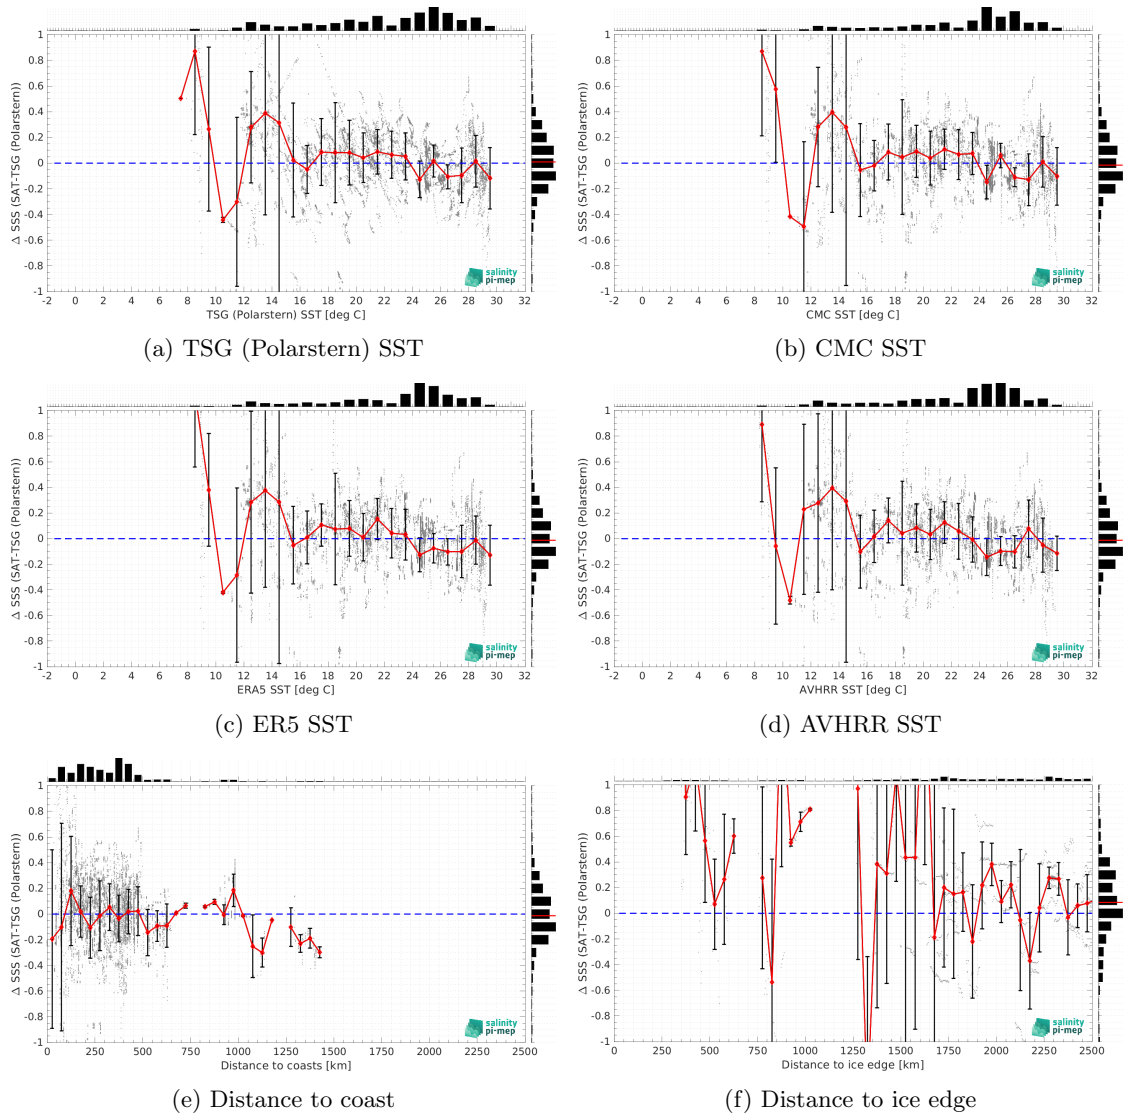 1
0.8
0.6
0.4
0.2
0
-0.2
-0.4
-0.6
-0.8
-1
Δ SSS (SAT-TSG (Polarstern))
-2 0 2 4 6 8 10 12 14 16 18 20 22 24 26 28 30 32
TSG (Polarstern) SST [deg C]
salinity
pi-mep
(a) TSG (Polarstern) SST
1
0.8
0.6
0.4
0.2
0
-0.2
-0.4
-0.6
-0.8
-1
Δ SSS (SAT-TSG (Polarstern))
-2 0 2 4 6 8 10 12 14 16 18 20 22 24 26 28 30 32
CMC SST [deg C]
salinity
pi-mep
(b) CMC SST
1
0.8
0.6
0.4
0.2
0
-0.2
-0.4
-0.6
-0.8
-1
Δ SSS (SAT-TSG (Polarstern))
-2 0 2 4 6 8 10 12 14 16 18 20 22 24 26 28 30 32
ERA5 SST [deg C]
salinity
pi-mep
(c) ER5 SST
1
0.8
0.6
0.4
0.2
0
-0.2
-0.4
-0.6
-0.8
-1
Δ SSS (SAT-TSG (Polarstern))
-2 0 2 4 6 8 10 12 14 16 18 20 22 24 26 28 30 32
AVHRR SST [deg C]
salinity
pi-mep
(d) AVHRR SST
1
0.8
0.6
0.4
0.2
0
-0.2
-0.4
-0.6
-0.8
-1
Δ SSS (SAT-TSG (Polarstern))
0 250 500 750 1000 1250 1500 1750 2000 2250 2500
Distance to coasts [km]
salinity
pi-mep
(e) Distance to coast
1
0.8
0.6
0.4
0.2
0
-0.2
-0.4
-0.6
-0.8
-1
Δ SSS (SAT-TSG (Polarstern))
0 250 500 750 1000 1250 1500 1750 2000 2250 2500
Distance to ice edge [km]
salinity
pi-mep
(f) Distance to ice edge